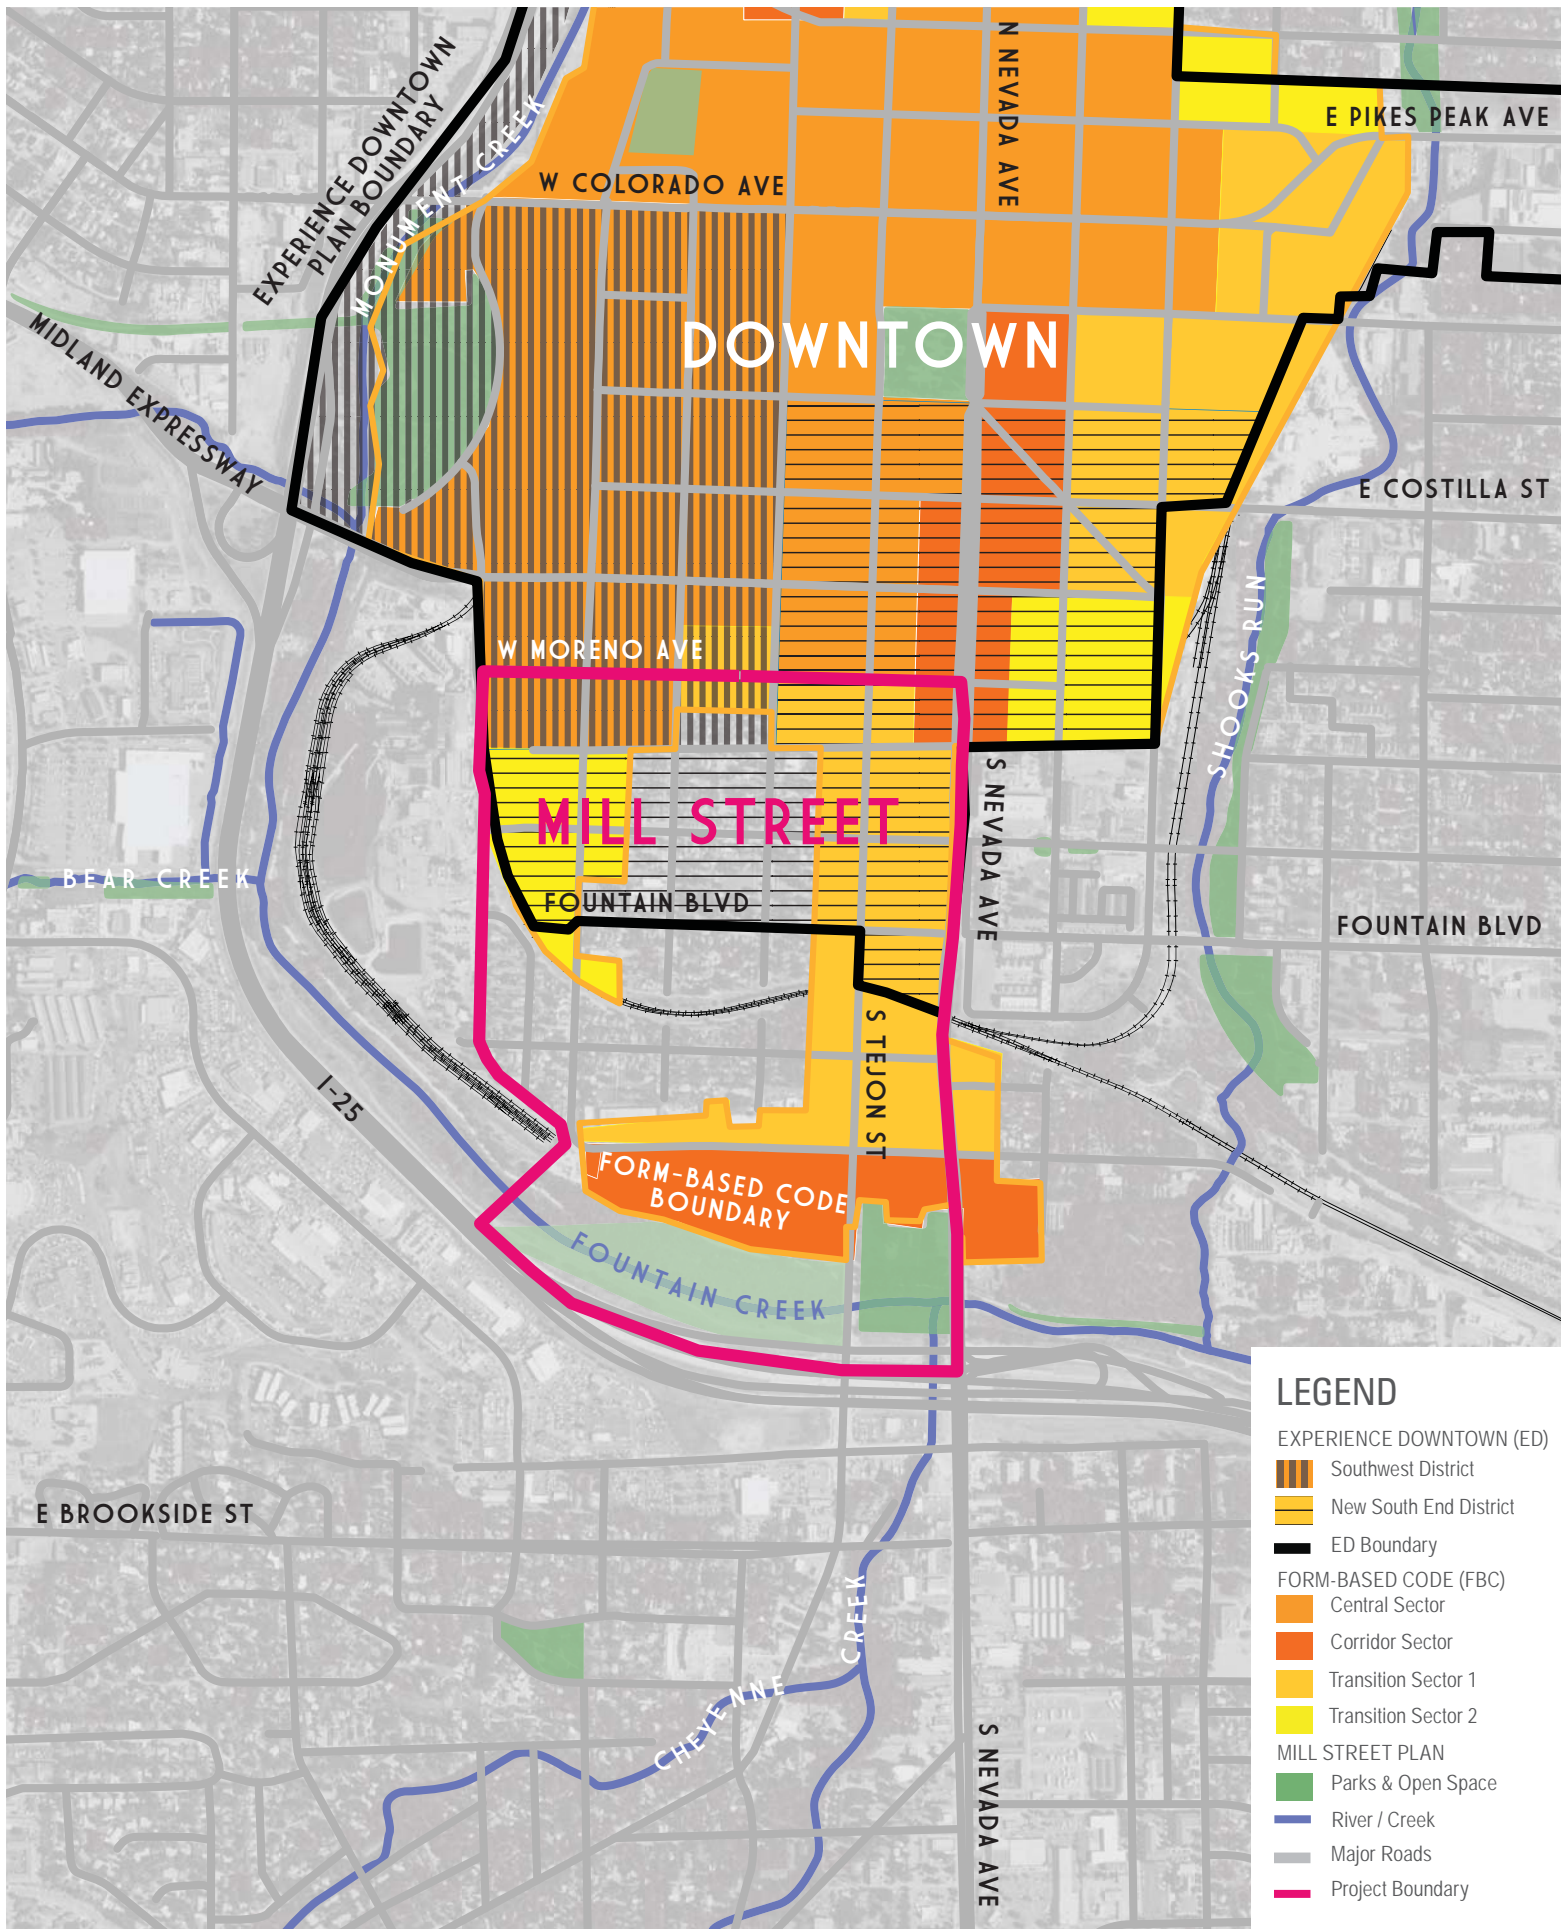 N NEVADA AVE
EXPERIENCE DOWNTOWN
PLAN BOUNDARY
MONUMENT CREEK
E PIKES PEAK AVE
W COLORADO AVE
MIDLAND EXPRESSWAY
DOWNTOWN
E COSTILLA ST
SHOOKS RUN
W MORENO AVE
S NEVADA AVE
MILL STREET
BEAR CREEK
FOUNTAIN BLVD
FOUNTAIN BLVD
S TEJON ST
I-25
FORM-BASED CODE
BOUNDARY
FOUNTAIN CREEK
E BROOKSIDE ST
CHEYENNE CREEK
S NEVADA AVE
LEGEND
EXPERIENCE DOWNTOWN (ED)
Southwest District
New South End District
ED Boundary
FORM-BASED CODE (FBC)
Central Sector
Corridor Sector
Transition Sector 1
Transition Sector 2
MILL STREET PLAN
Parks & Open Space
River / Creek
Major Roads
Project Boundary